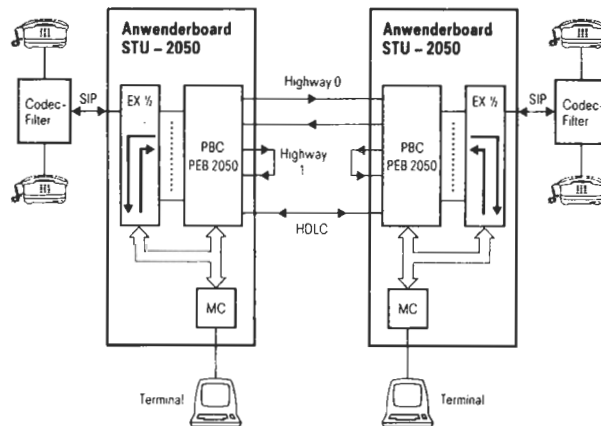 Anwenderboard
STU – 2050
Codec-
Filter
SIP
EX ½
PBC
PEB 2050
MC
Terminal
Highway 0
Highway
1
HDLC
Anwenderboard
STU – 2050
PBC
PEB 2050
EX ½
SIP
Codec-
Filter
MC
Terminal